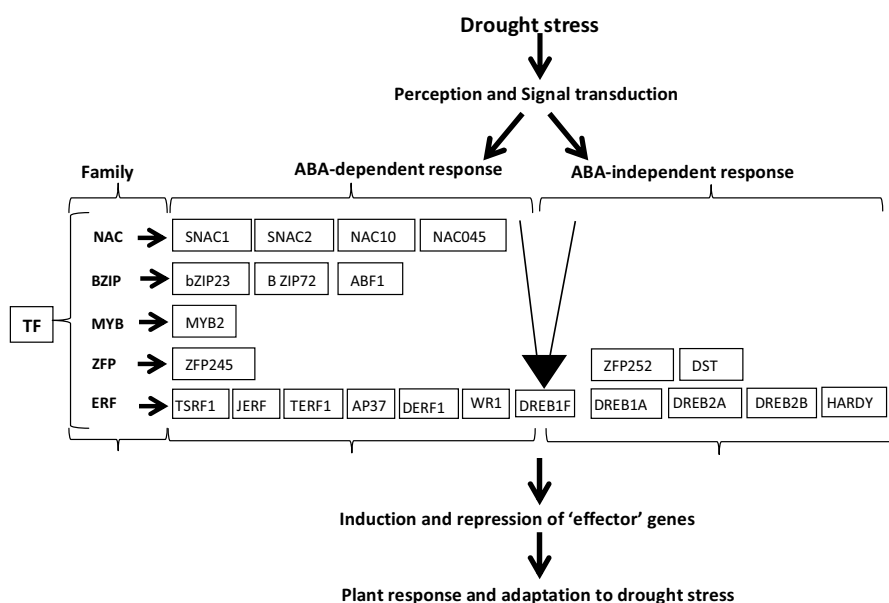 Drought stress
Perception and Signal transduction
Family
ABA-dependent response
ABA-independent response
NAC
SNAC1
SNAC2
NAC10
NAC045
BZIP
bZIP23
B ZIP72
ABF1
TF
MYB
MYB2
ZFP
ZFP245
ZFP252
DST
ERF
TSRF1
JERF
TERF1
AP37
DERF1
WR1
DREB1F
DREB1A
DREB2A
DREB2B
HARDY
Induction and repression of ‘effector’ genes
Plant response and adaptation to drought stress